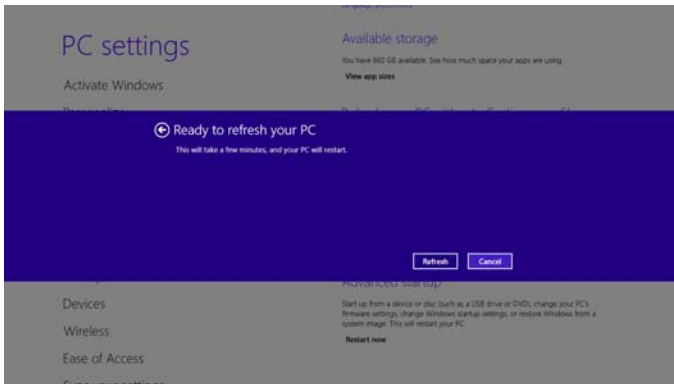 PC settings
Activate Windows
Available storage
You have 660 GB available. See how much space your apps are using.
View app sizes
Ready to refresh your PC
This will take a few minutes, and your PC will restart.
Refresh
Cancel
Devices
Wireless
Ease of Access
Advanced startup
Start up from a device or disc (such as a USB drive or DVD), change your PC's
firmware settings, change Windows startup settings, or restore Windows from a
system image. This will restart your PC.
Restart now